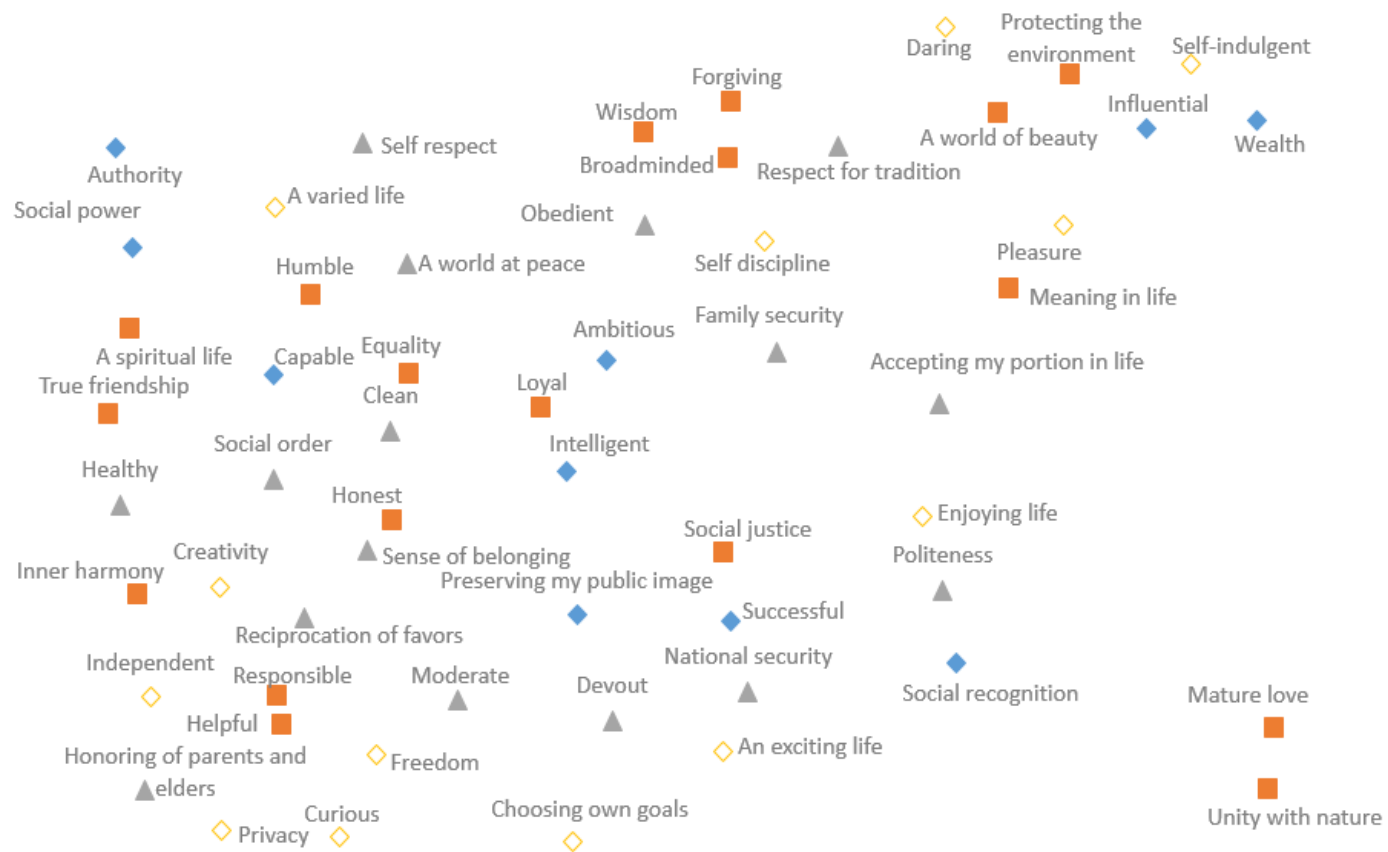 Protecting the
environment
Daring
Self-indulgent
Forgiving
Influential
Wisdom
A world of beauty
Wealth
Self respect
Broadminded
Respect for tradition
Authority
A varied life
Social power
Obedient
Pleasure
Humble
A world at peace
Self discipline
Meaning in life
Family security
Ambitious
Equality
A spiritual life
Capable
Accepting my portion in life
True friendship
Loyal
Clean
Social order
Intelligent
Healthy
Honest
Enjoying life
Social justice
Creativity
Sense of belonging
Politeness
Inner harmony
Preserving my public image
Successful
Reciprocation of favors
National security
Independent
Responsible
Moderate
Devout
Social recognition
Mature love
Helpful
An exciting life
Honoring of parents and
elders
Freedom
Choosing own goals
Curious
Unity with nature
Privacy